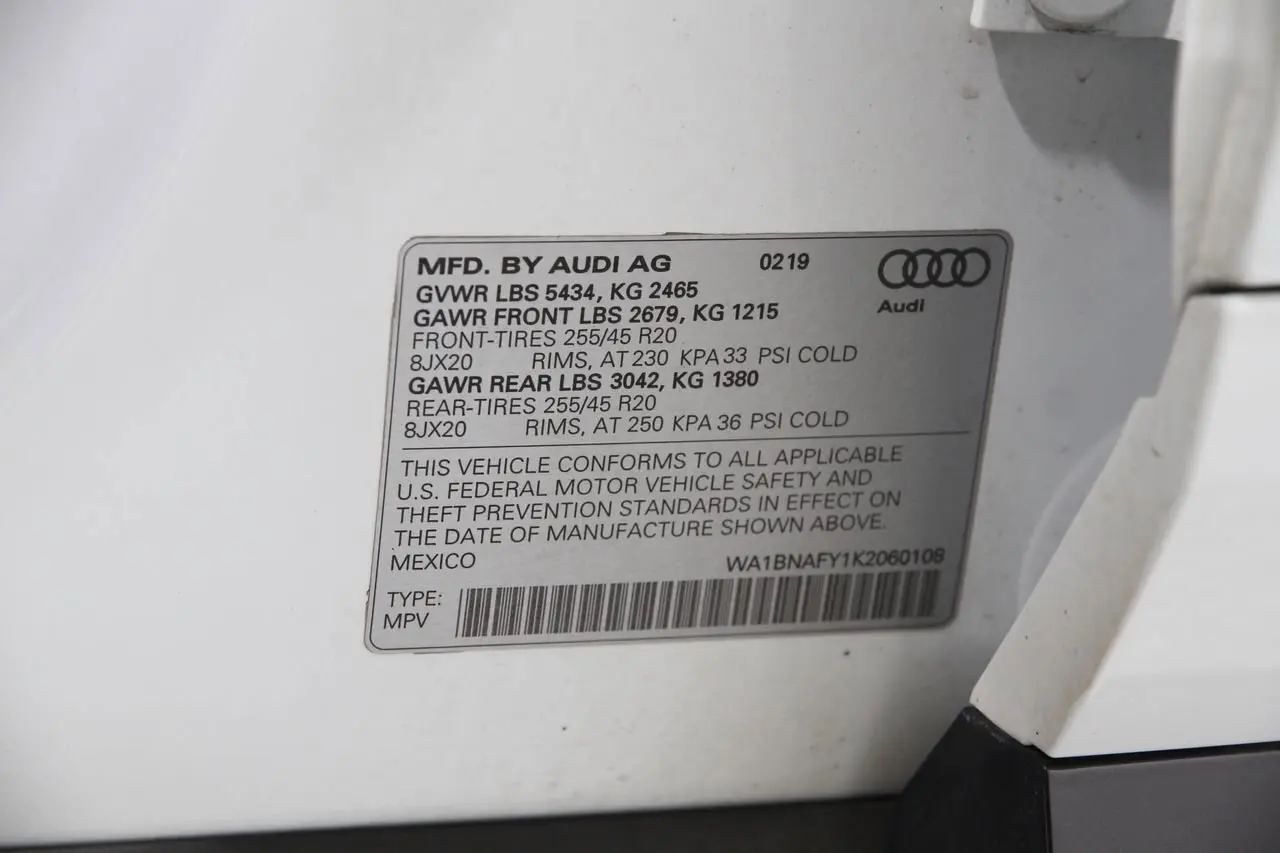 MFD. BY AUDI AG 0219
Audi
GVWR LBS 5434, KG 2465
GAWR FRONT LBS 2679, KG 1215
FRONT-TIRES 255/45 R20
8JX20 RIMS, AT 230 KPA 33 PSI COLD
GAWR REAR LBS 3042, KG 1380
REAR-TIRES 255/45 R20
8JX20 RIMS, AT 250 KPA 36 PSI COLD
THIS VEHICLE CONFORMS TO ALL APPLICABLE
U.S. FEDERAL MOTOR VEHICLE SAFETY AND
THEFT PREVENTION STANDARDS IN EFFECT ON
THE DATE OF MANUFACTURE SHOWN ABOVE.
MEXICO WA1BNAFY1K2060108
TYPE:
MPV